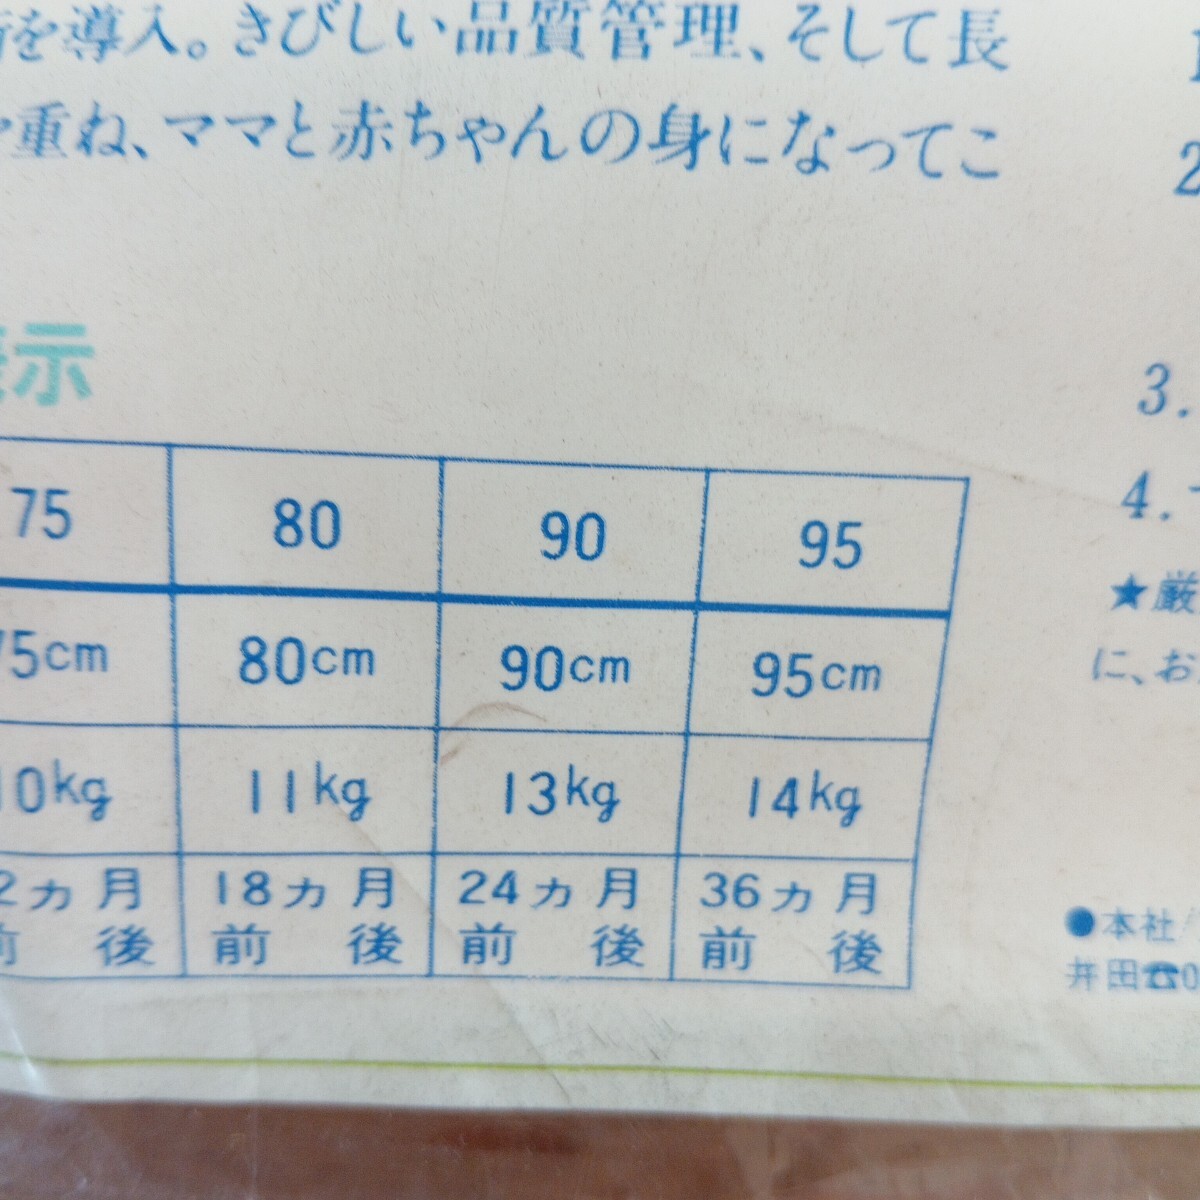 を導入。きびしい品質管理、そして長
重ね、ママと赤ちゃんの身になってこ
示
75 80 90 95
75cm 80cm 90cm 95cm
10kg 11kg 13kg 14kg
2ヵ月 18ヵ月 24ヵ月 36ヵ月
前後 前後 前後 前後
2
3.
4.
★厳
に、お
●本社/
井田☎0